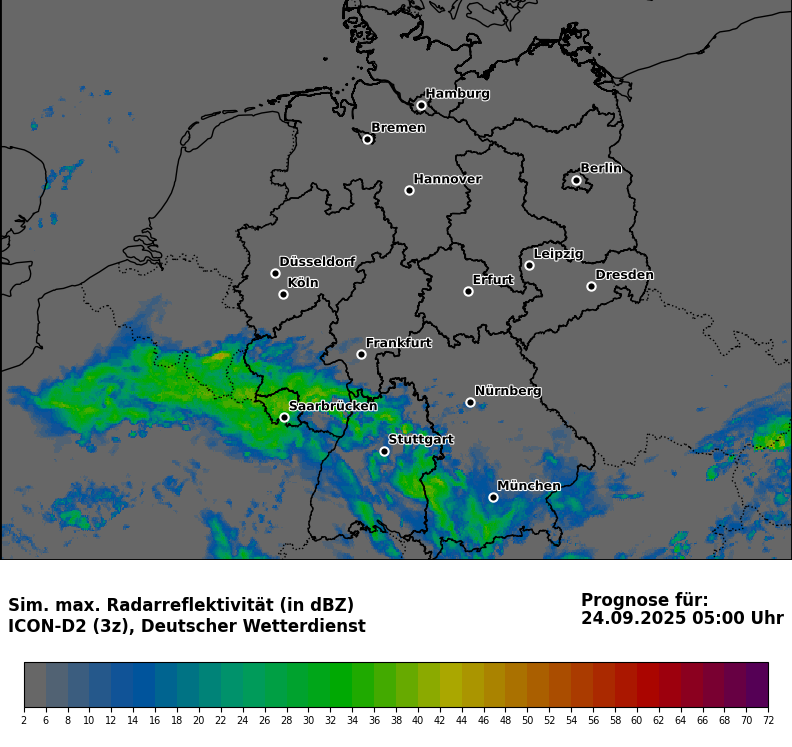 Hamburg
Bremen
Berlin
Hannover
Leipzig
Düsseldorf
Dresden
Köln
Erfurt
Frankfurt
Nürnberg
Saarbrücken
Stuttgart
München
Sim. max. Radarreflektivität (in dBZ)
ICON-D2 (3z), Deutscher Wetterdienst
Prognose für:
24.09.2025 05:00 Uhr
2 6 8 10 12 14 16 18 20 22 24 26 28 30 32 34 36 38 40 42 44 46 48 50 52 54 56 58 60 62 64 66 68 70 72